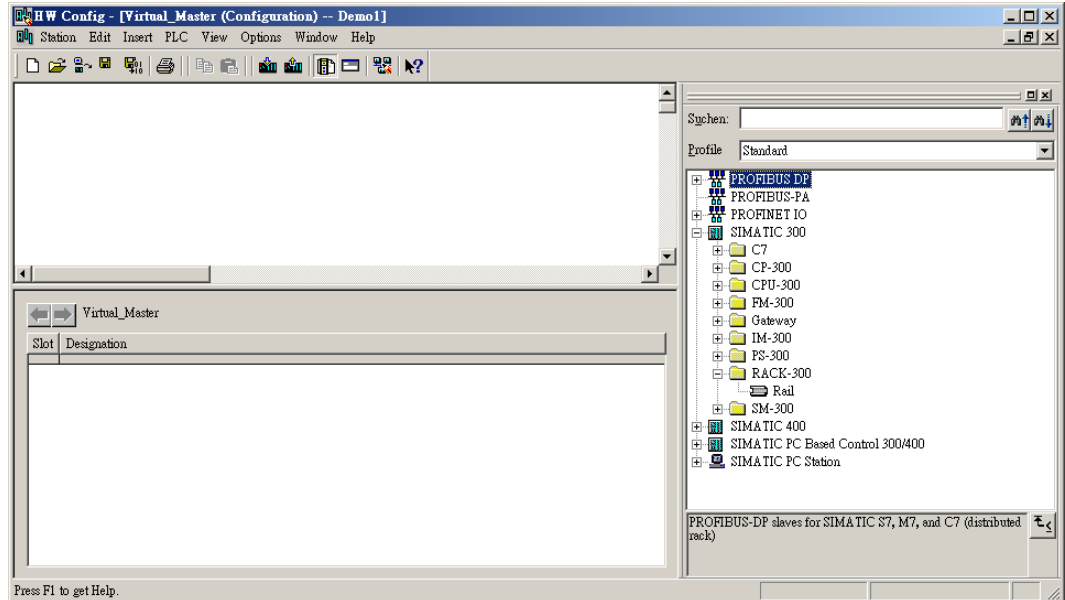 HW Config - [Virtual_Master (Configuration) -- Demo1]
Station Edit Insert PLC View Options Window Help
Suchen:
Profile Standard
PROFIBUS DP
PROFIBUS-PA
PROFINET IO
SIMATIC 300
C7
CP-300
CPU-300
FM-300
Gateway
IM-300
PS-300
RACK-300
Rail
SM-300
SIMATIC 400
SIMATIC PC Based Control 300/400
SIMATIC PC Station
PROFIBUS-DP slaves for SIMATIC S7, M7, and C7 (distributed
rack)
Virtual_Master
Slot Designation
Press F1 to get Help.